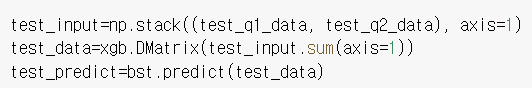 test_input=np.stack((test_q1_data, test_q2_data), axis=1)
test_data=xgb.DMatrix(test_input.sum(axis=1))
test_predict=bst.predict(test_data)